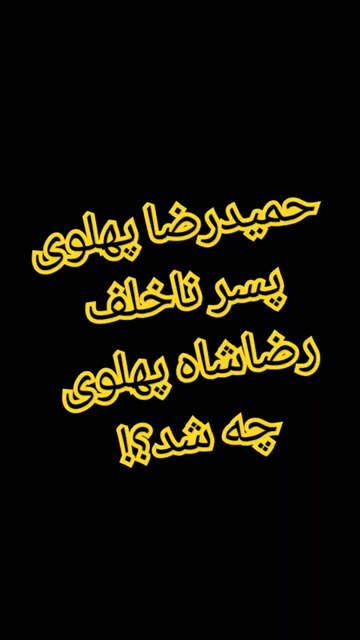 حمیدرضا پهلوی
پسر ناخلف
رضاشاه پهلوی
چه شد؟!